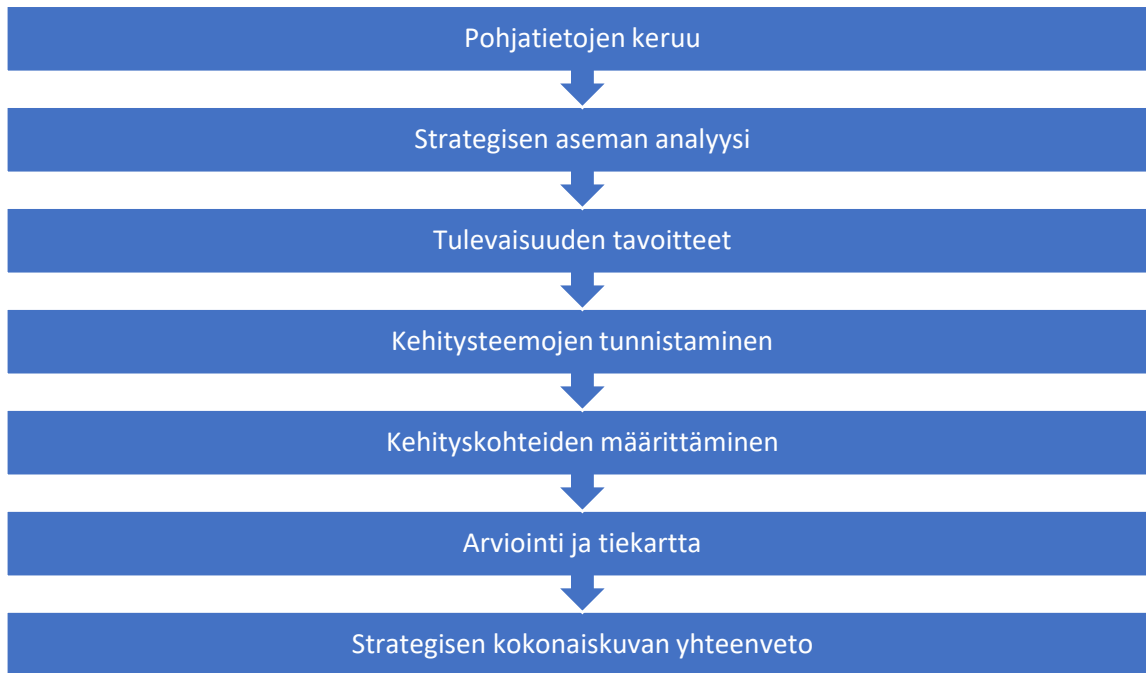 Pohjatietojen keruu
Strategisen aseman analyysi
Tulevaisuuden tavoitteet
Kehitysteemojen tunnistaminen
Kehityskohteiden määrittäminen
Arviointi ja tiekartta
Strategisen kokonaiskuvan yhteenveto